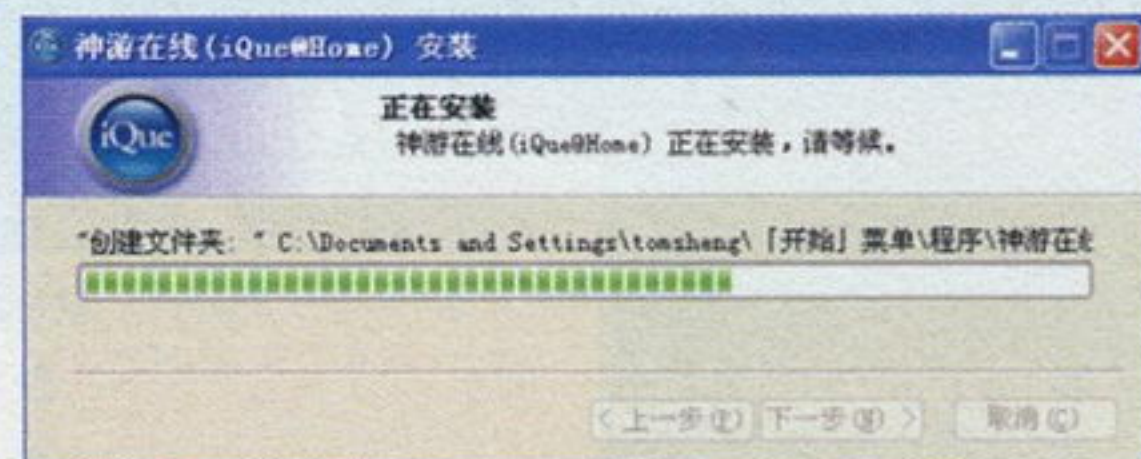 神游在线(iQue@Home) 安装
iQue
正在安装
神游在线(iQue@Home) 正在安装，请等候。
"创建文件夹: " C:\Documents and Settings\tomsheng\「开始」菜单\程序\神游在
<上一步(P) 下一步(N) > 取消(C)